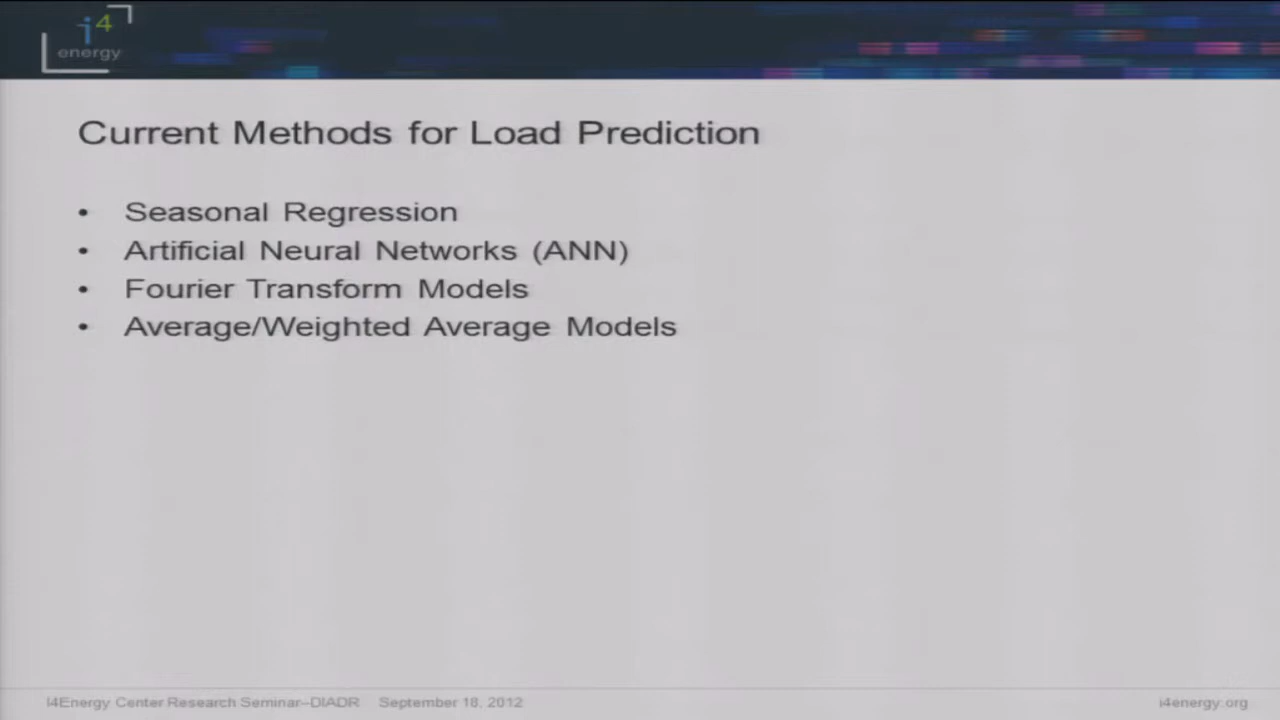 i4
energy
Current Methods for Load Prediction
• Seasonal Regression
• Artificial Neural Networks (ANN)
• Fourier Transform Models
• Average/Weighted Average Models
I4Energy Center Research Seminar–DIADR September 18, 2012
i4energy.org